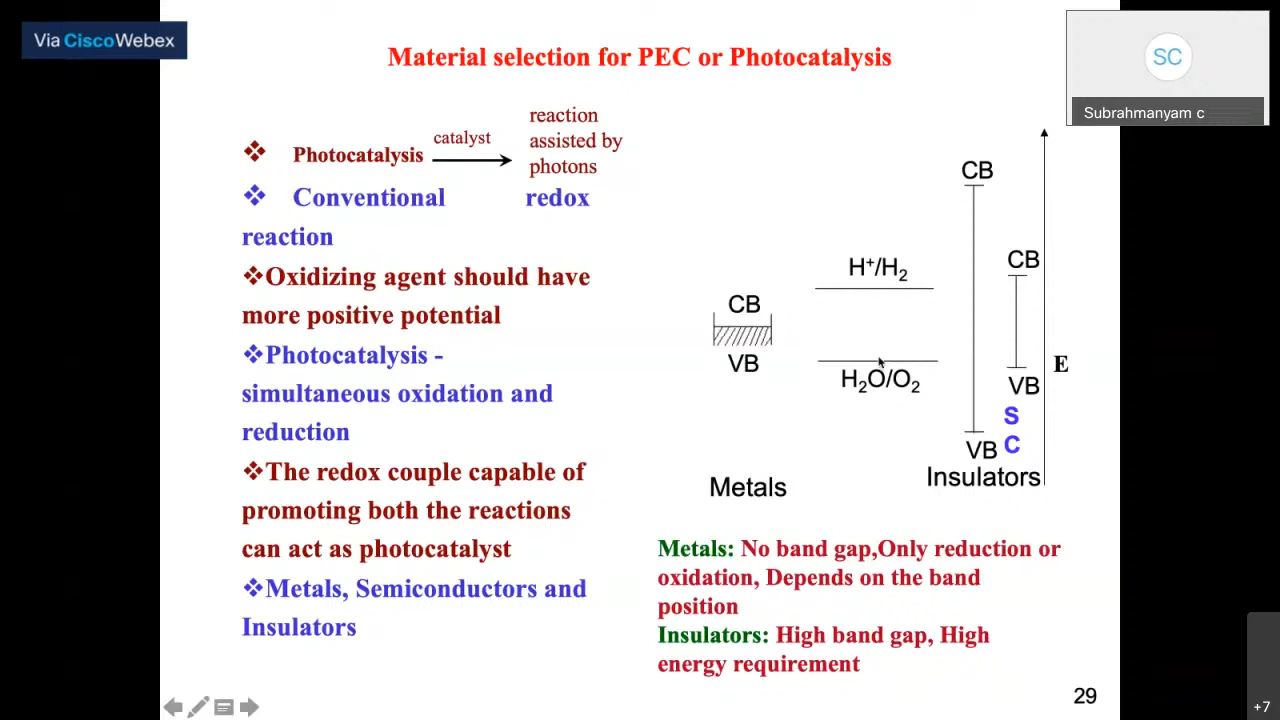 Via Cisco Webex
Material selection for PEC or Photocatalysis
SC
Subrahmanyam c
❖ Photocatalysis catalyst reaction
assisted by
photons
❖ Conventional redox
reaction
❖Oxidizing agent should have
more positive potential
❖Photocatalysis -
simultaneous oxidation and
reduction
❖The redox couple capable of
promoting both the reactions
can act as photocatalyst
❖Metals, Semiconductors and
Insulators
CB
VB
Metals
H⁺/H₂
H₂O/O₂
CB
VB
Insulators
CB
VB
S
C
E
Metals: No band gap,Only reduction or
oxidation, Depends on the band
position
Insulators: High band gap, High
energy requirement
29
+7